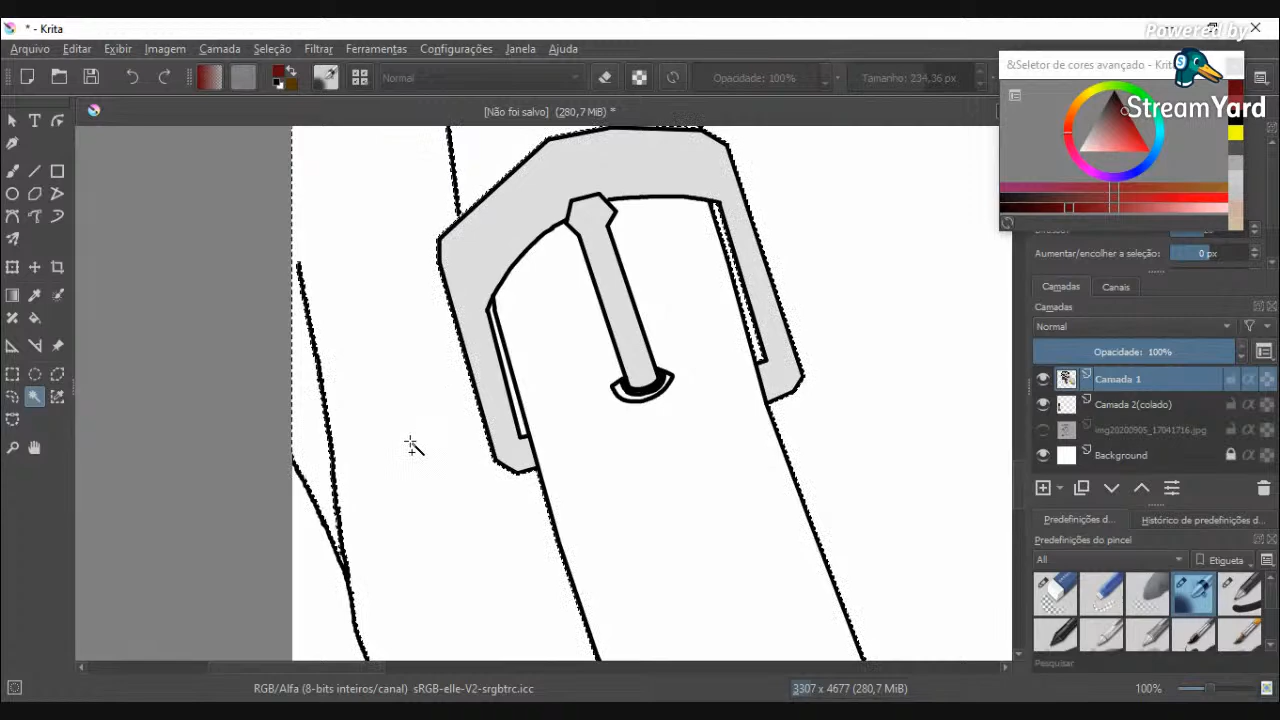 * - Krita
Powered by
Arquivo Editar Exibir Imagem Camada Seleção Filtrar Ferramentas Configurações Janela Ajuda
Normal Opacidade: 100% Tamanho: 234,36 px
&Seletor de cores avançado - Krit
StreamYard
[Não foi salvo] (280,7 MiB) *
Aumentar/encolher a seleção: 0 px
Camadas Canais
Camadas
Normal
Opacidade: 100%
Camada 1
Camada 2(colado)
img20200905_17041716.jpg
Background
Predefinições d... Histórico de predefinições d...
Predefinições do pincel
All Etiqueta
Pesquisar
RGB/Alfa (8-bits inteiros/canal) sRGB-elle-V2-srgbtrc.icc 3307 x 4677 (280,7 MiB) 100%